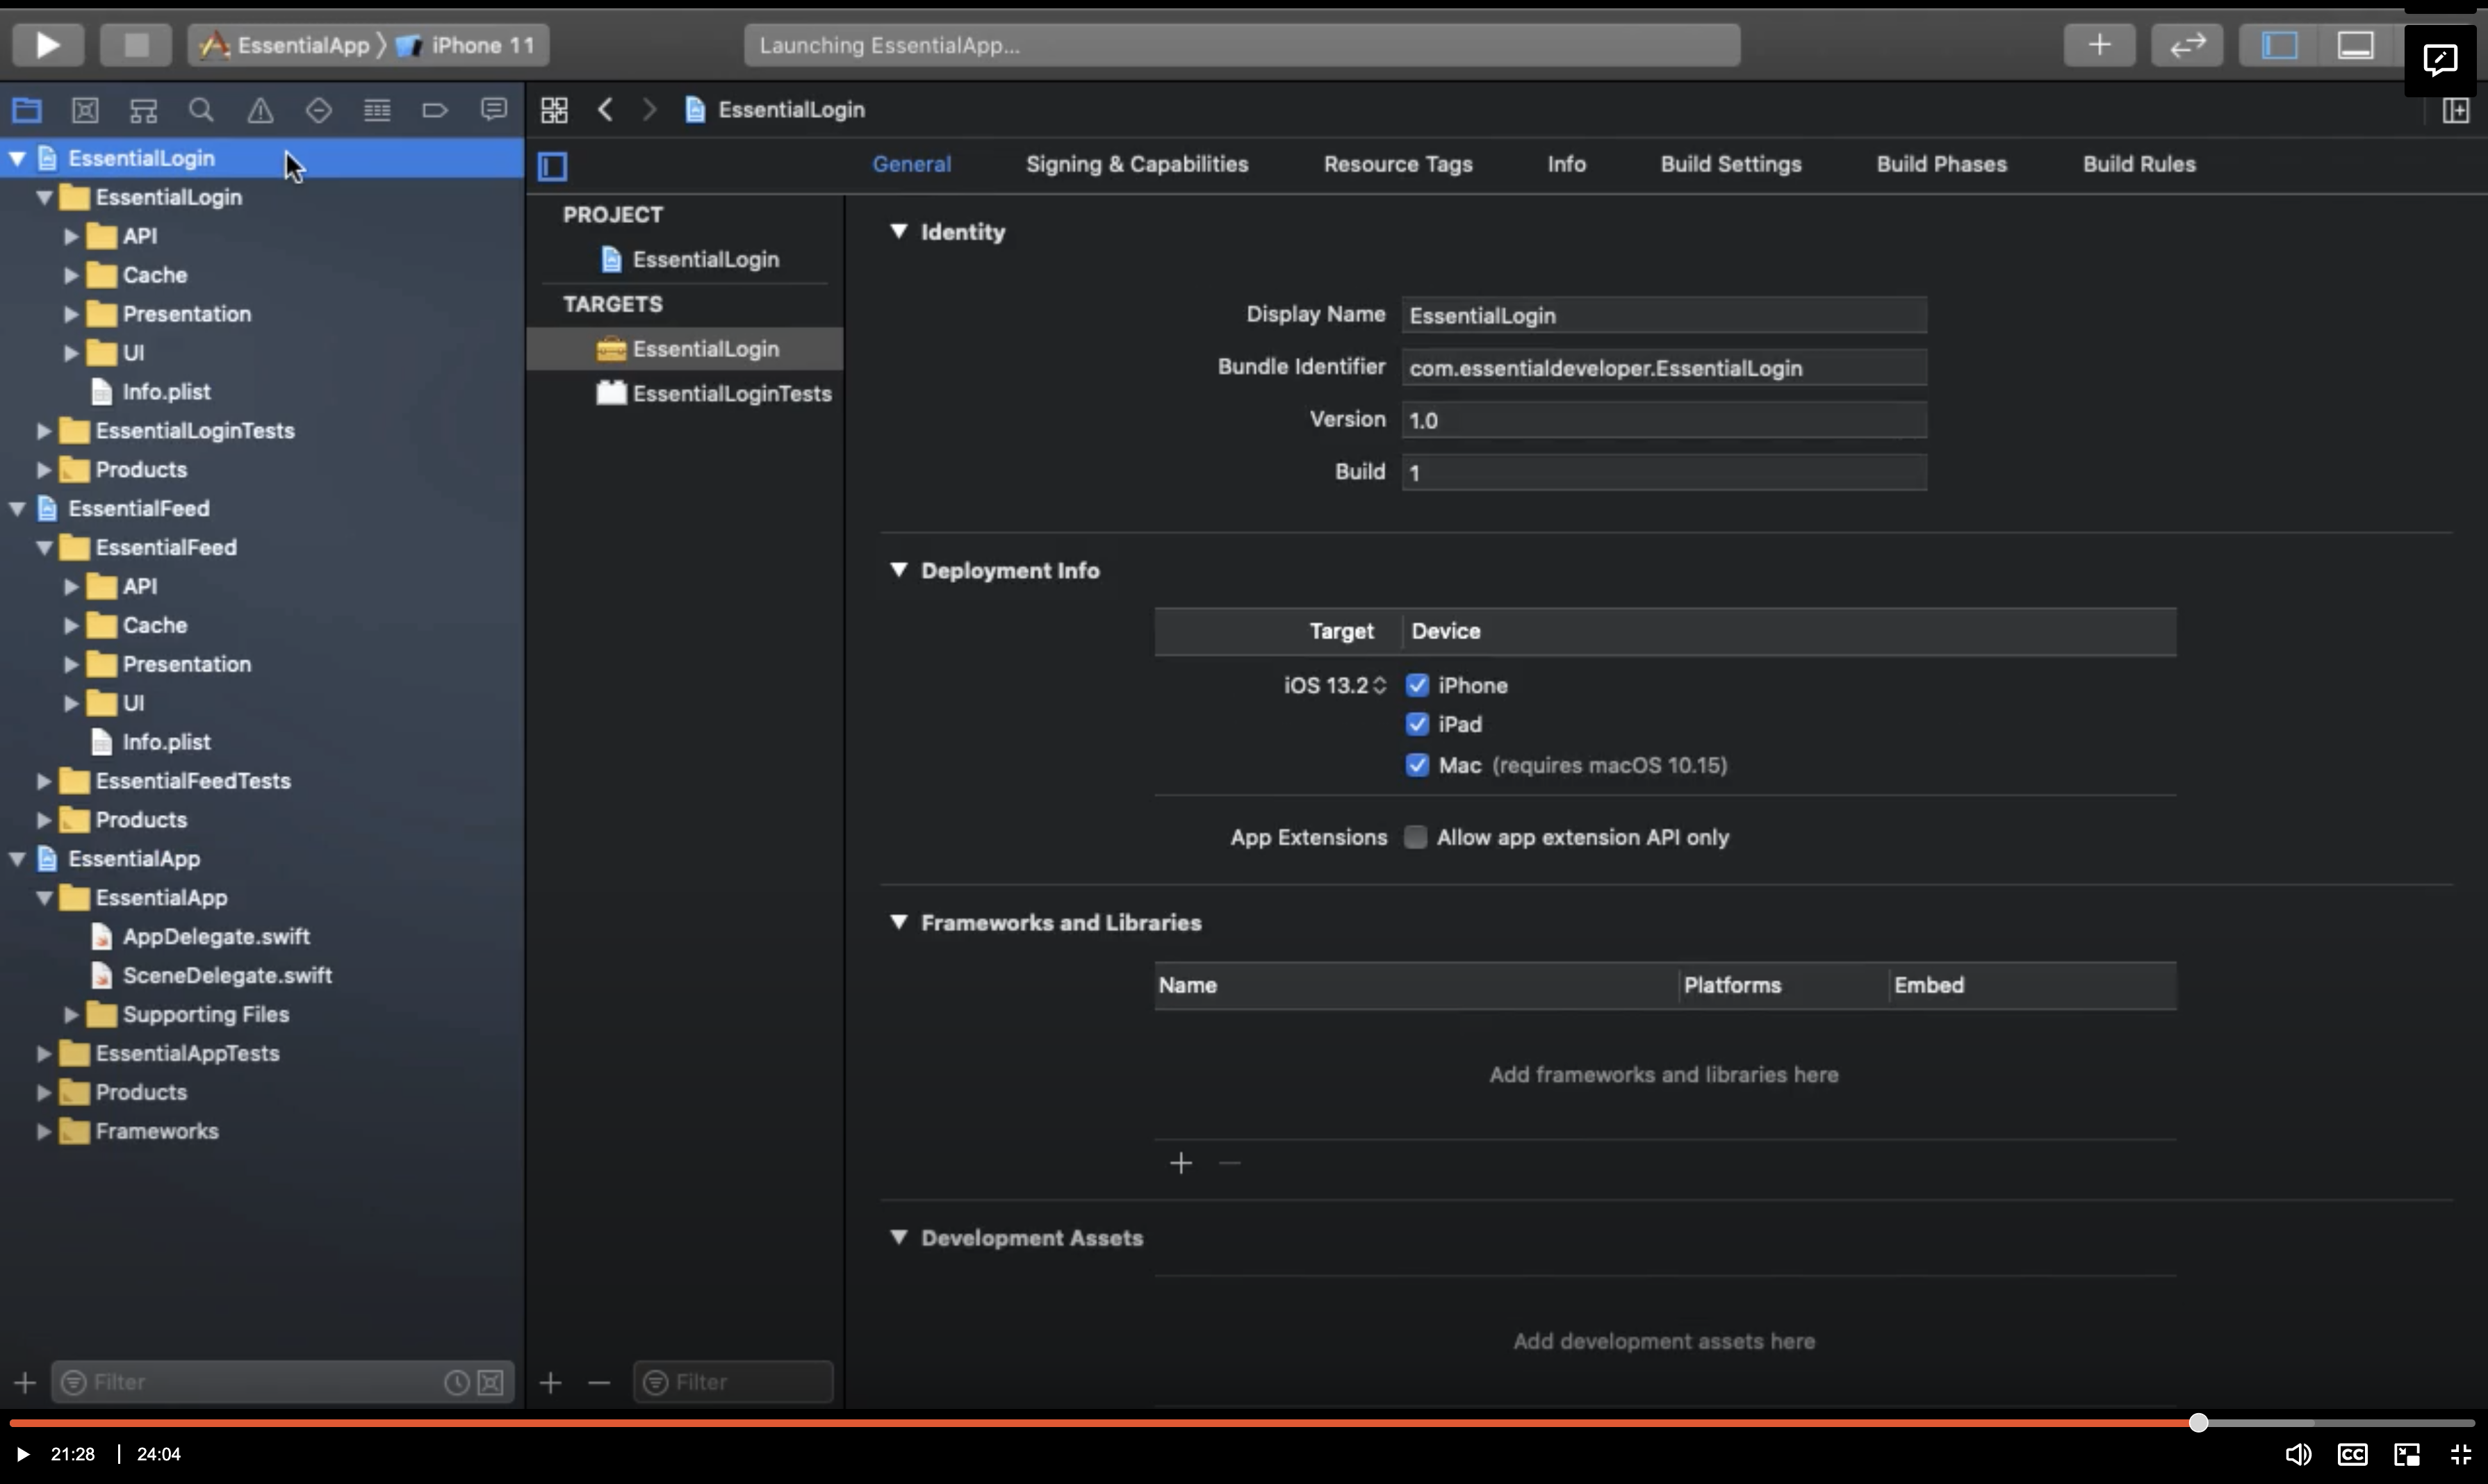 EssentialApp 〉 iPhone 11
Launching EssentialApp...
EssentialLogin
EssentialLogin
EssentialLogin
API
Cache
Presentation
UI
Info.plist
EssentialLoginTests
Products
EssentialFeed
EssentialFeed
API
Cache
Presentation
UI
Info.plist
EssentialFeedTests
Products
EssentialApp
EssentialApp
AppDelegate.swift
SceneDelegate.swift
Supporting Files
EssentialAppTests
Products
Frameworks
Filter
General Signing & Capabilities Resource Tags Info Build Settings Build Phases Build Rules
PROJECT
EssentialLogin
TARGETS
EssentialLogin
EssentialLoginTests
Filter
Identity
Display Name EssentialLogin
Bundle Identifier com.essentialdeveloper.EssentialLogin
Version 1.0
Build 1
Deployment Info
Target Device
iOS 13.2 iPhone
iPad
Mac (requires macOS 10.15)
App Extensions Allow app extension API only
Frameworks and Libraries
Name Platforms Embed
Add frameworks and libraries here
Development Assets
Add development assets here
21:28 | 24:04
CC